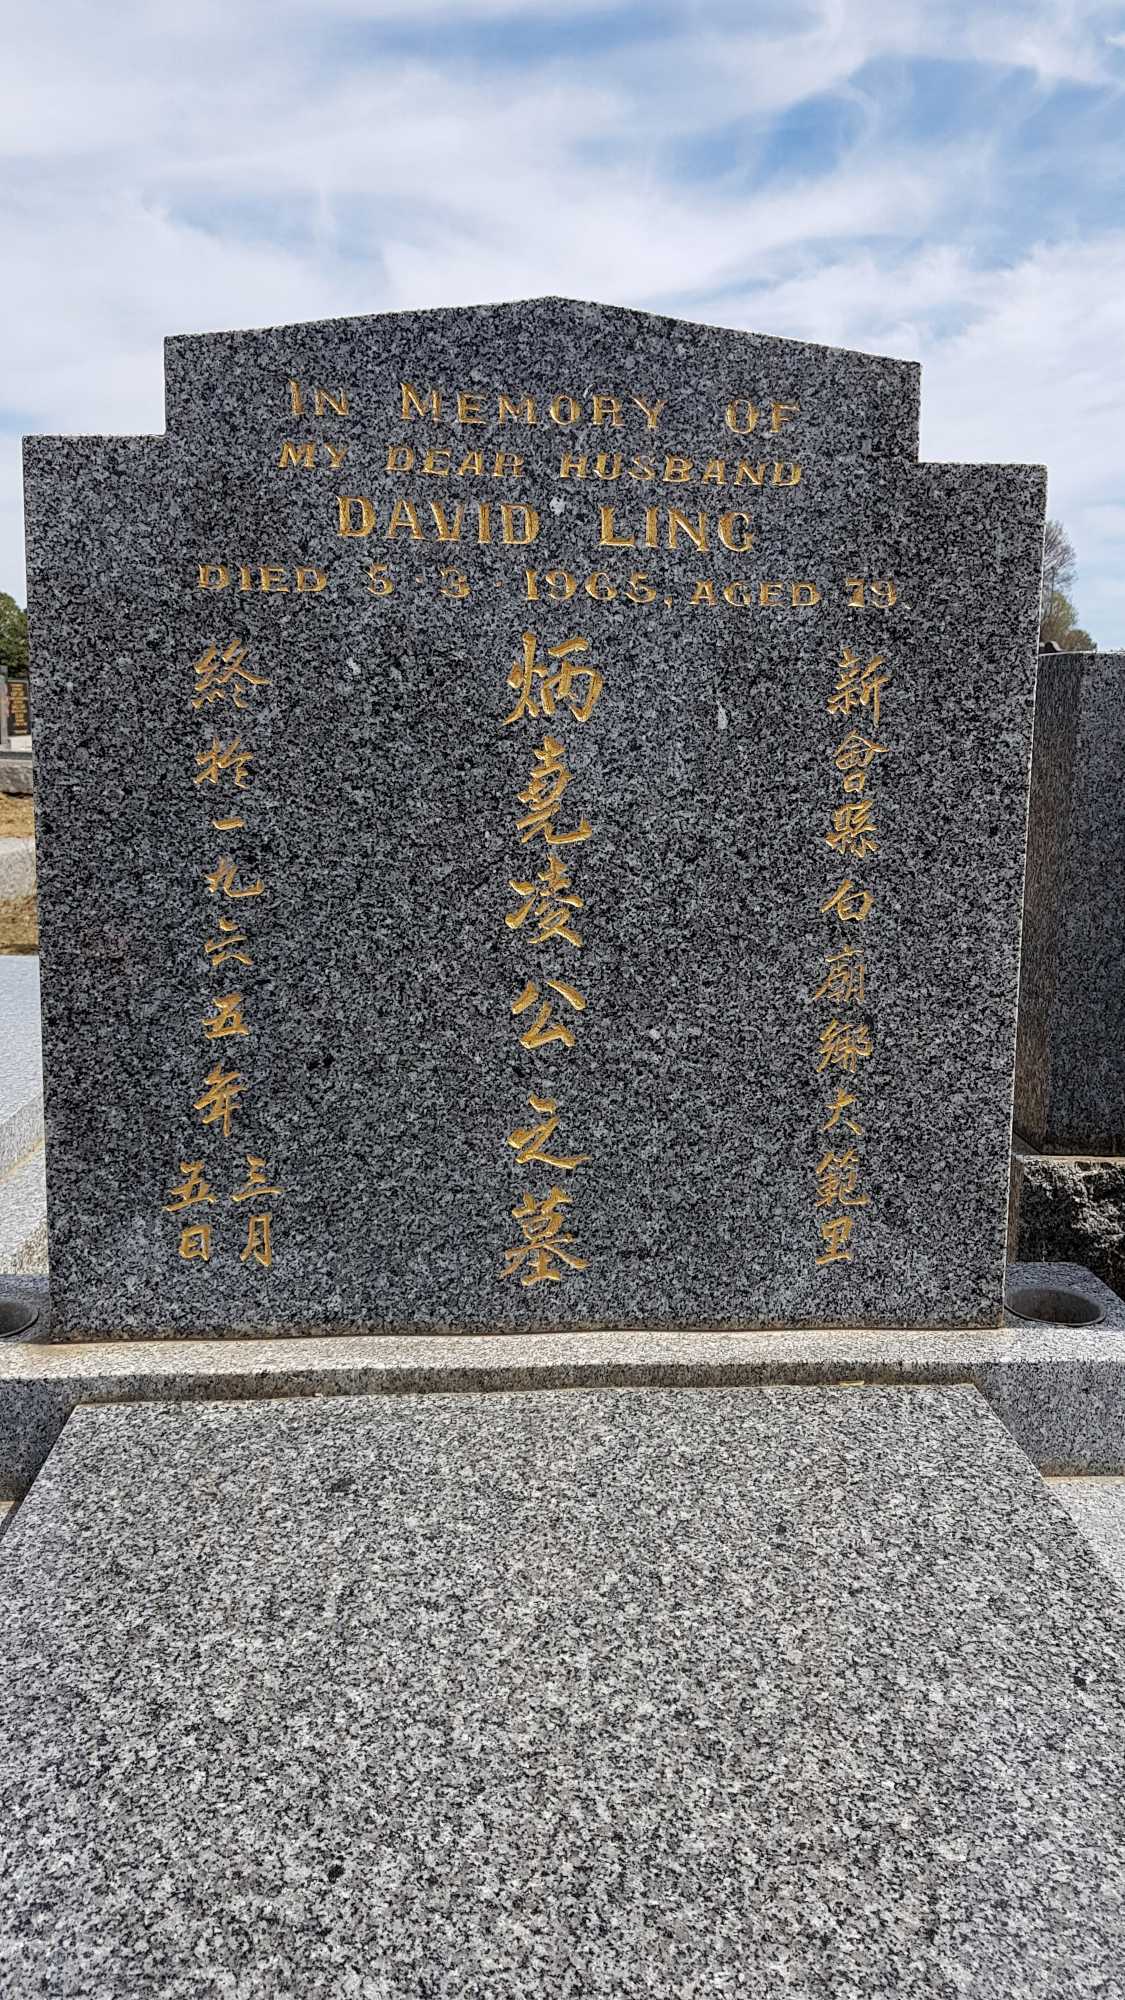 IN MEMORY OF
MY DEAR HUSBAND
DAVID LING
DIED 5·3·1965, AGED 79.
新會縣白廟鄉大範里
炳堯凌公之墓
終於一九六五年三月五日